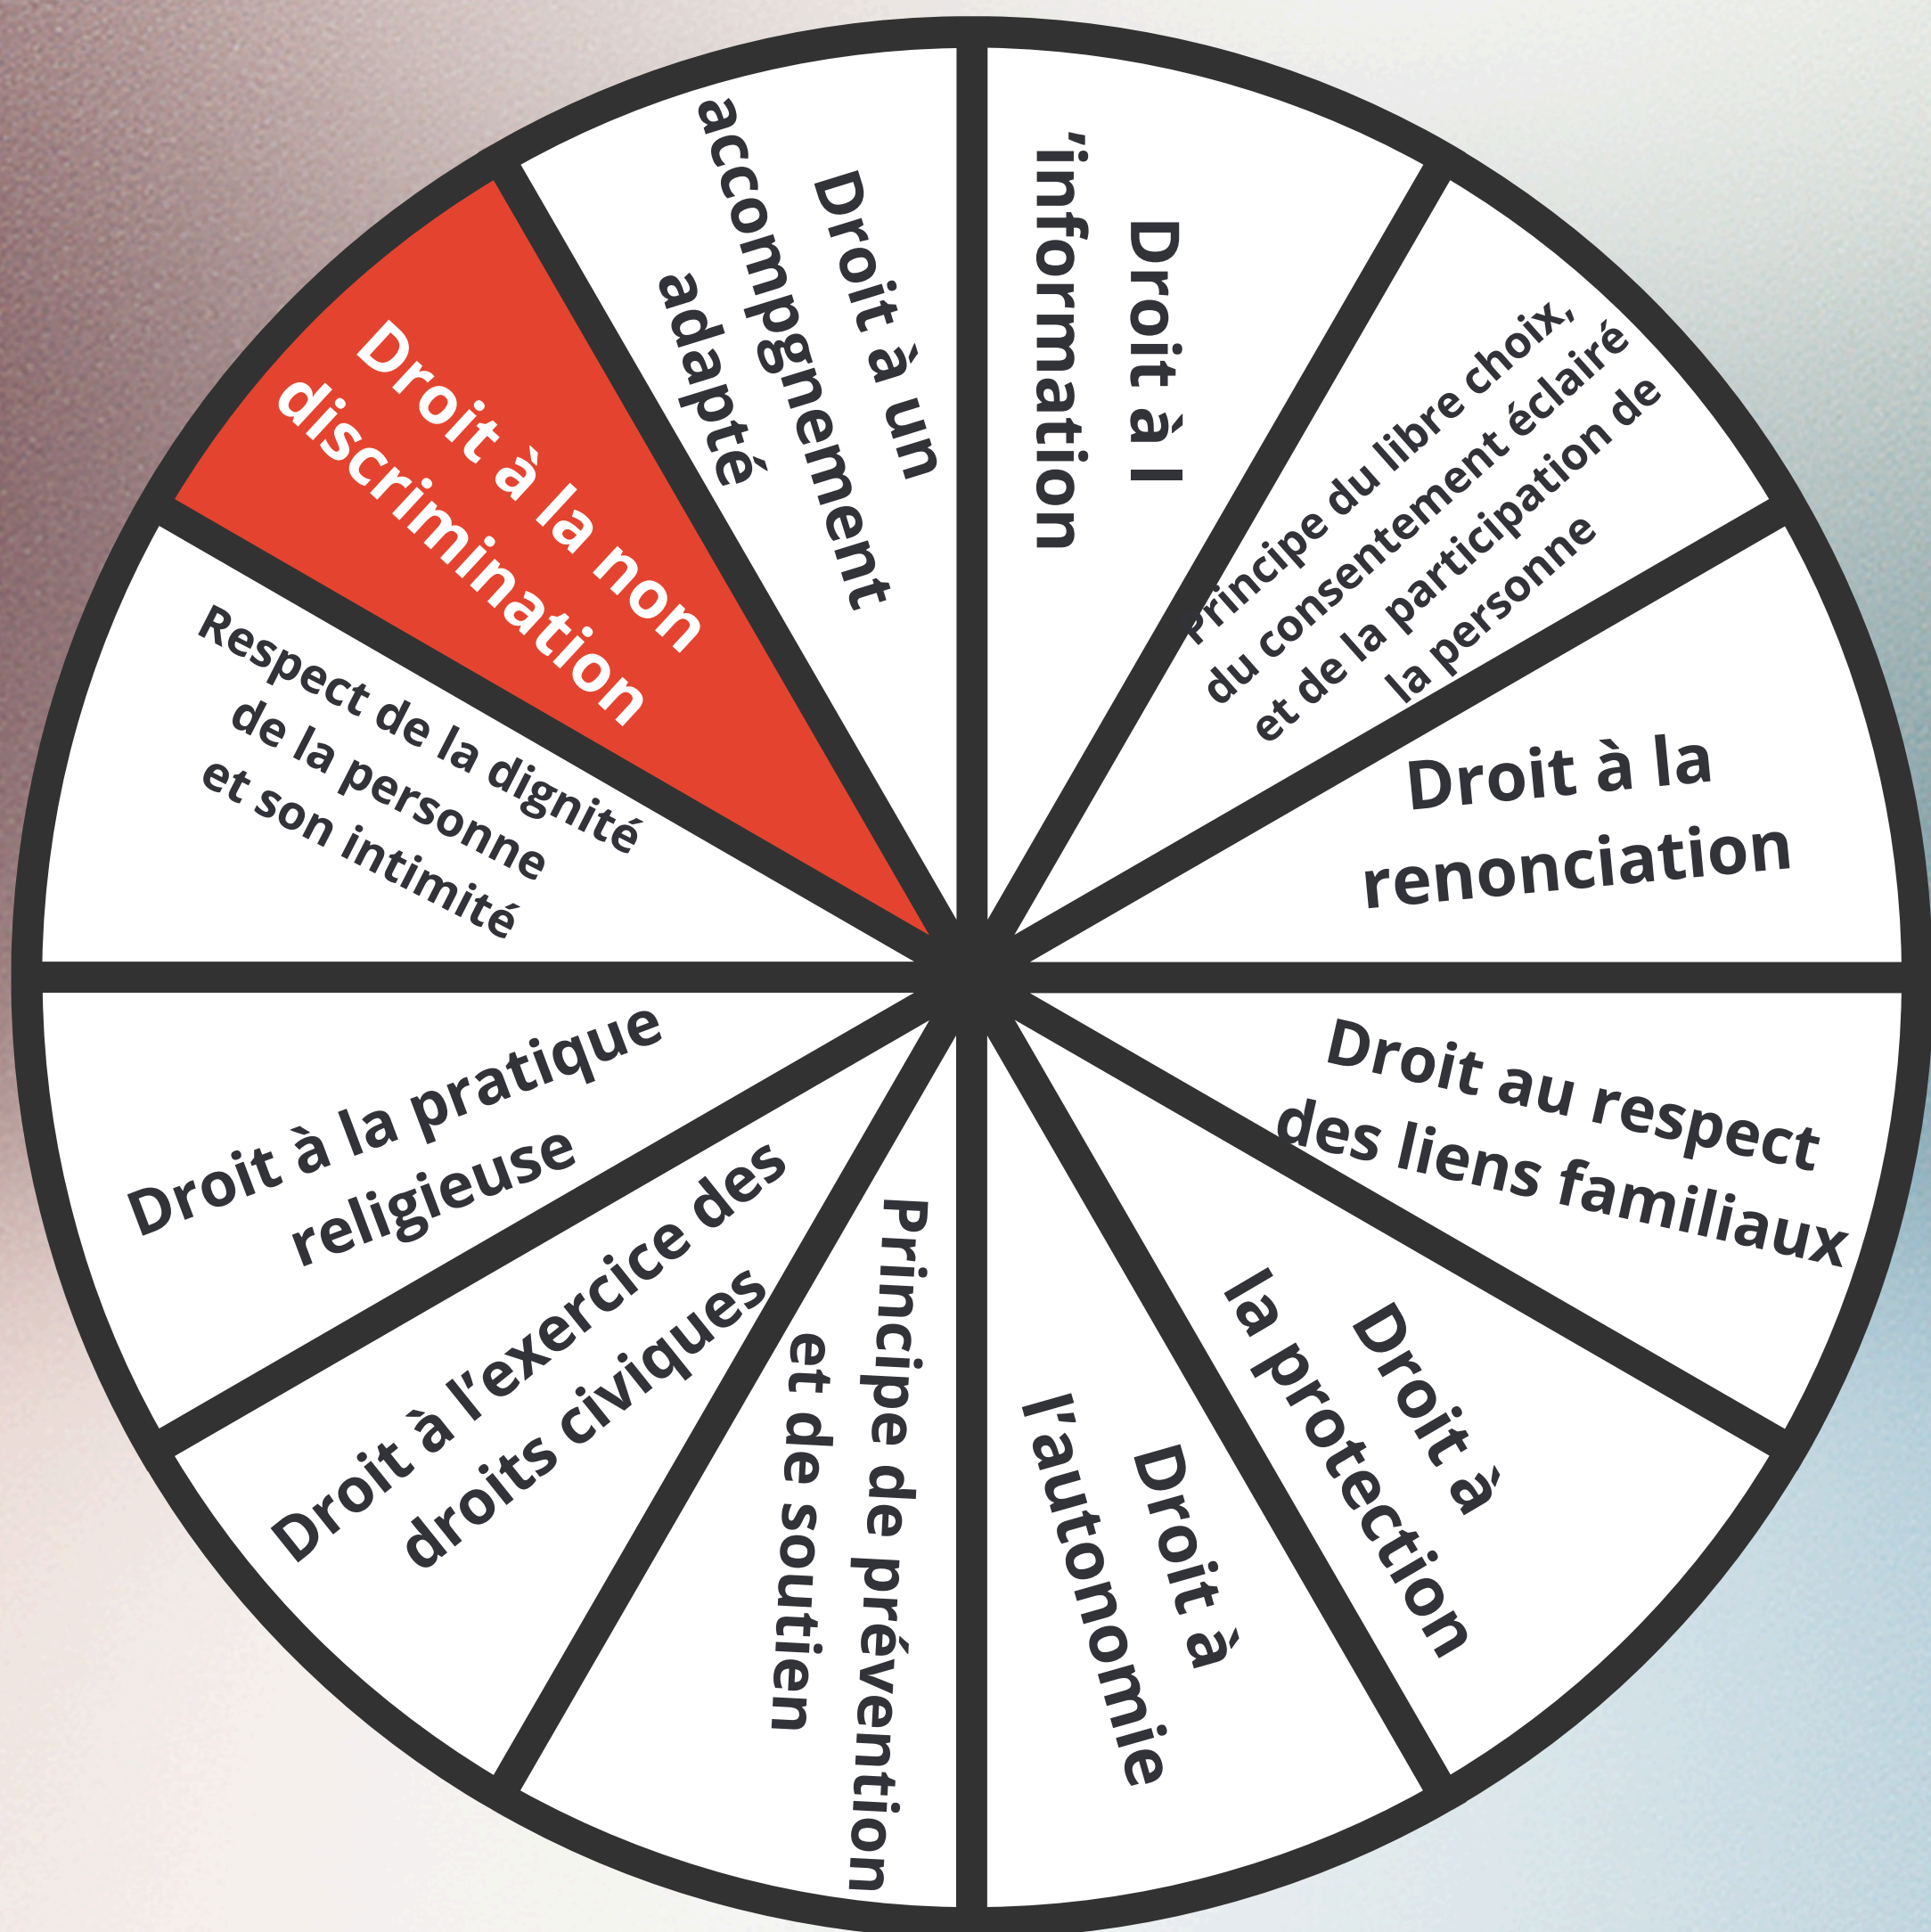 Droit à la non
discrimination
Droit à un
accompgnement
adapté
Droit à l
’information
Principe du libre choix,
du consentement éclairè
et de la participation de
la personne
Droit à la
renonciation
Droit au respect
des liens familiaux
Droit à
la protection
Droit à
l’autonomie
Principe de prévention
et de soutien
Droit à l’exercice des
droits civiques
Droit à la pratique
religieuse
Respect de la dignité
de la personne
et son intimité